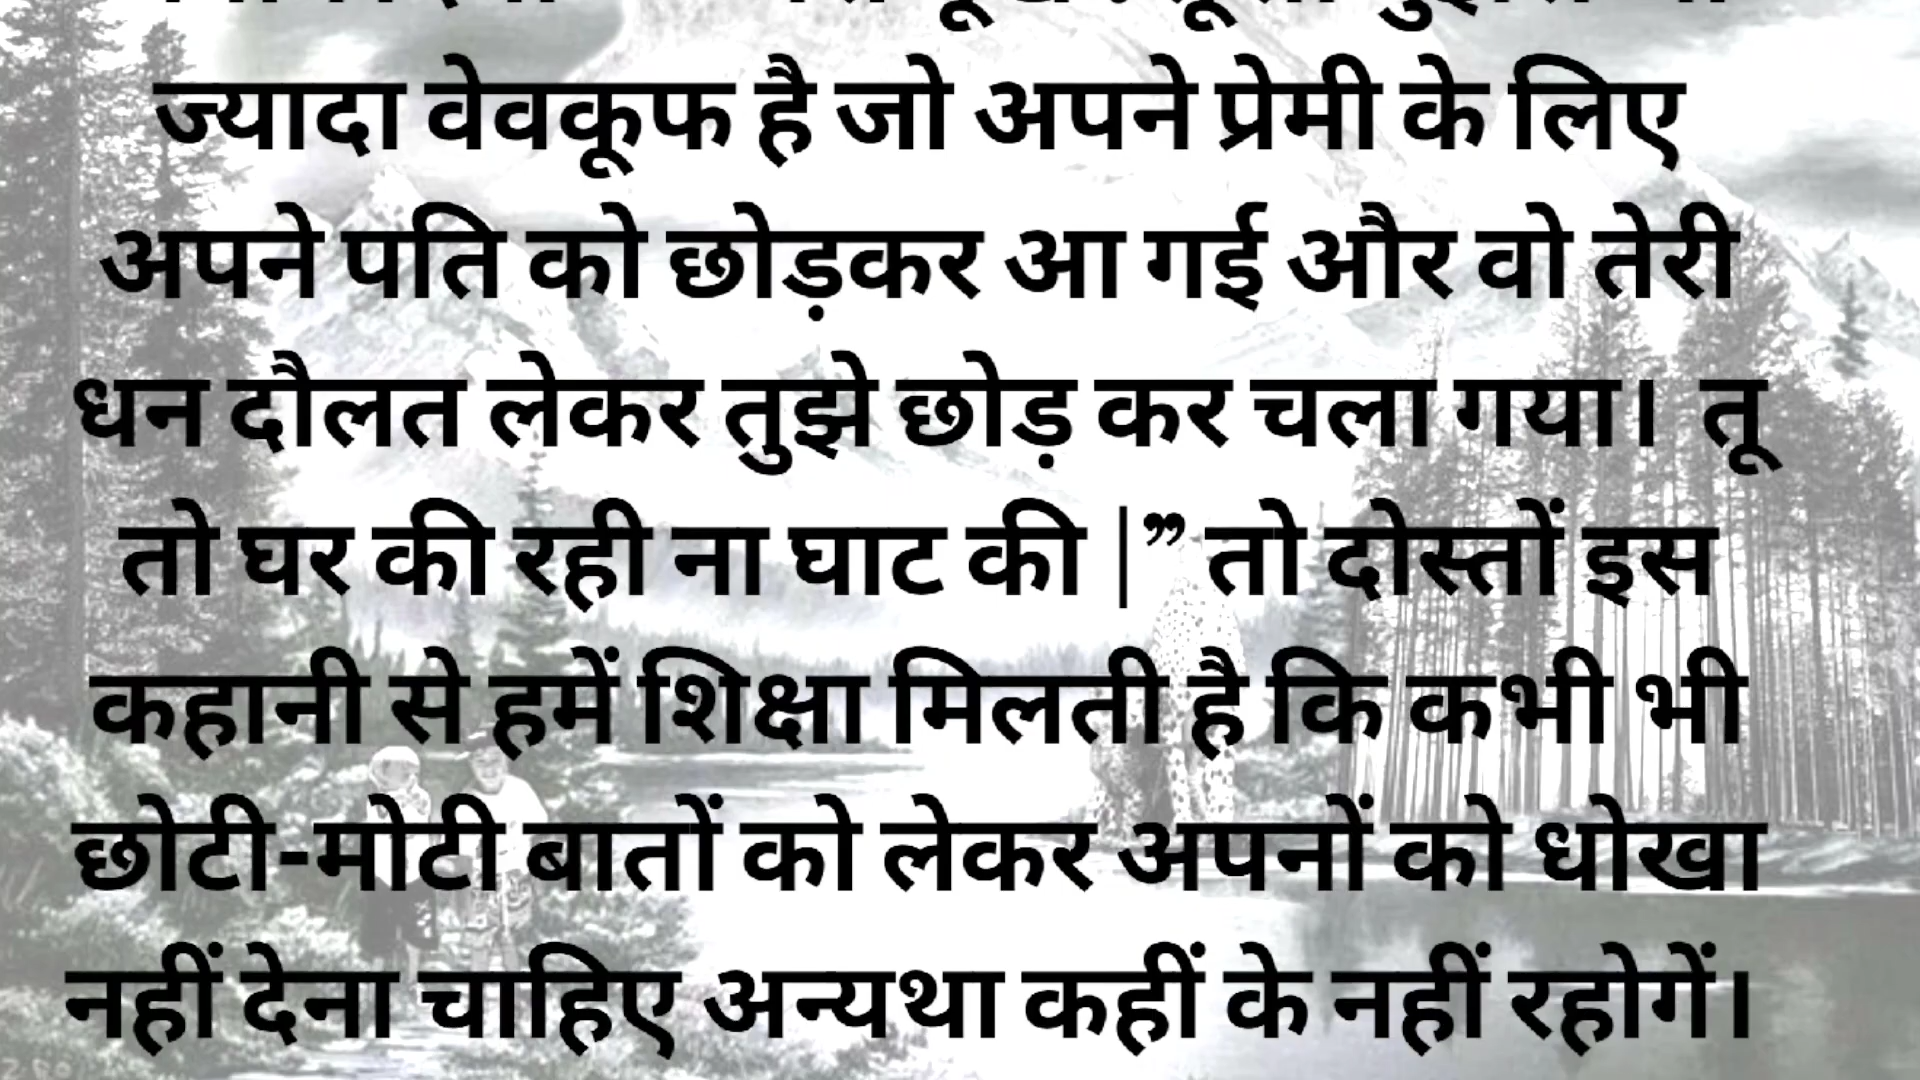 ज्यादा वेवकूफ है जो अपने प्रेमी के लिए
अपने पति को छोड़कर आ गई और वो तेरी
धन दौलत लेकर तुझे छोड़ कर चला गया। तू
तो घर की रही ना घाट की |” तो दोस्तों इस
कहानी से हमें शिक्षा मिलती है कि कभी भी
छोटी-मोटी बातों को लेकर अपनों को धोखा
नहीं देना चाहिए अन्यथा कहीं के नहीं रहोगें।